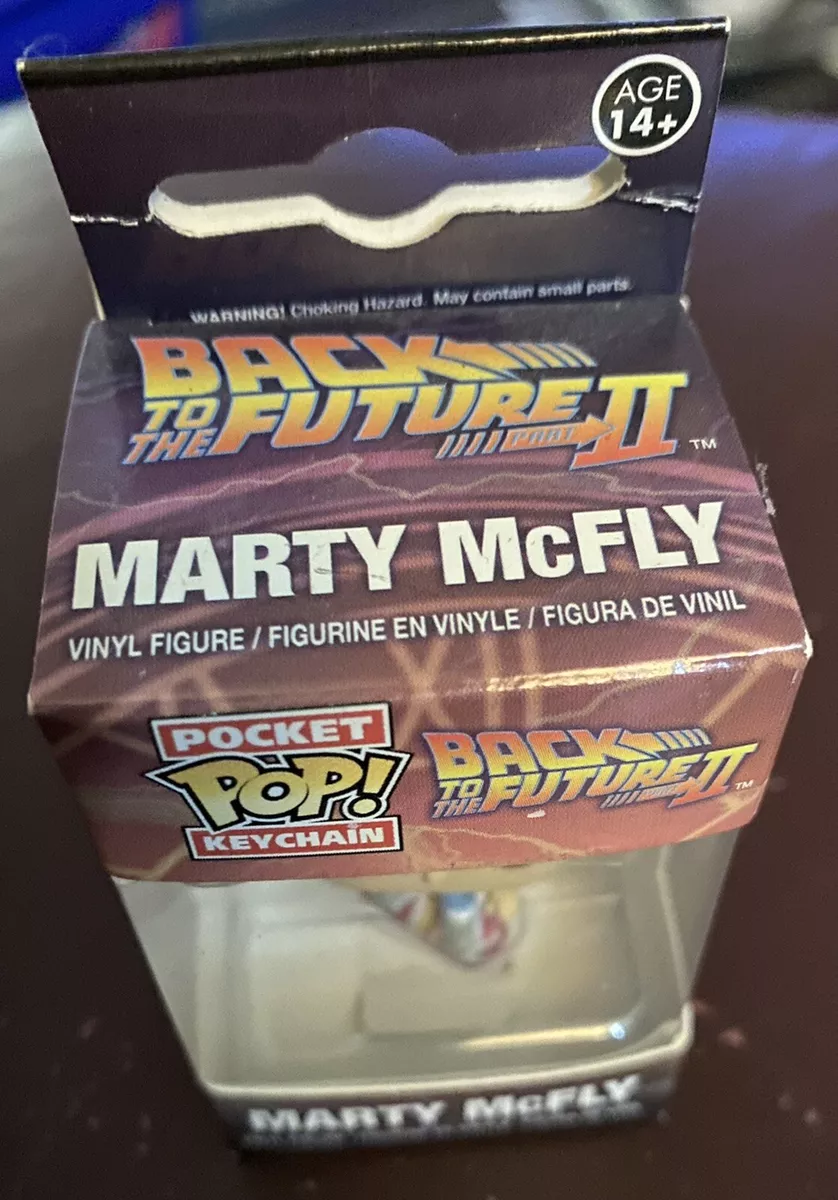 AGE
14+
WARNING! Choking Hazard. May contain small parts.
BACK
TO
THE FUTURE
PART II ™
MARTY McFLY
VINYL FIGURE / FIGURINE EN VINYLE / FIGURA DE VINIL
XII
POCKET
POP!
KEYCHAIN
BACK
TO
THE FUTURE
PART II ™
MARTY McFLY